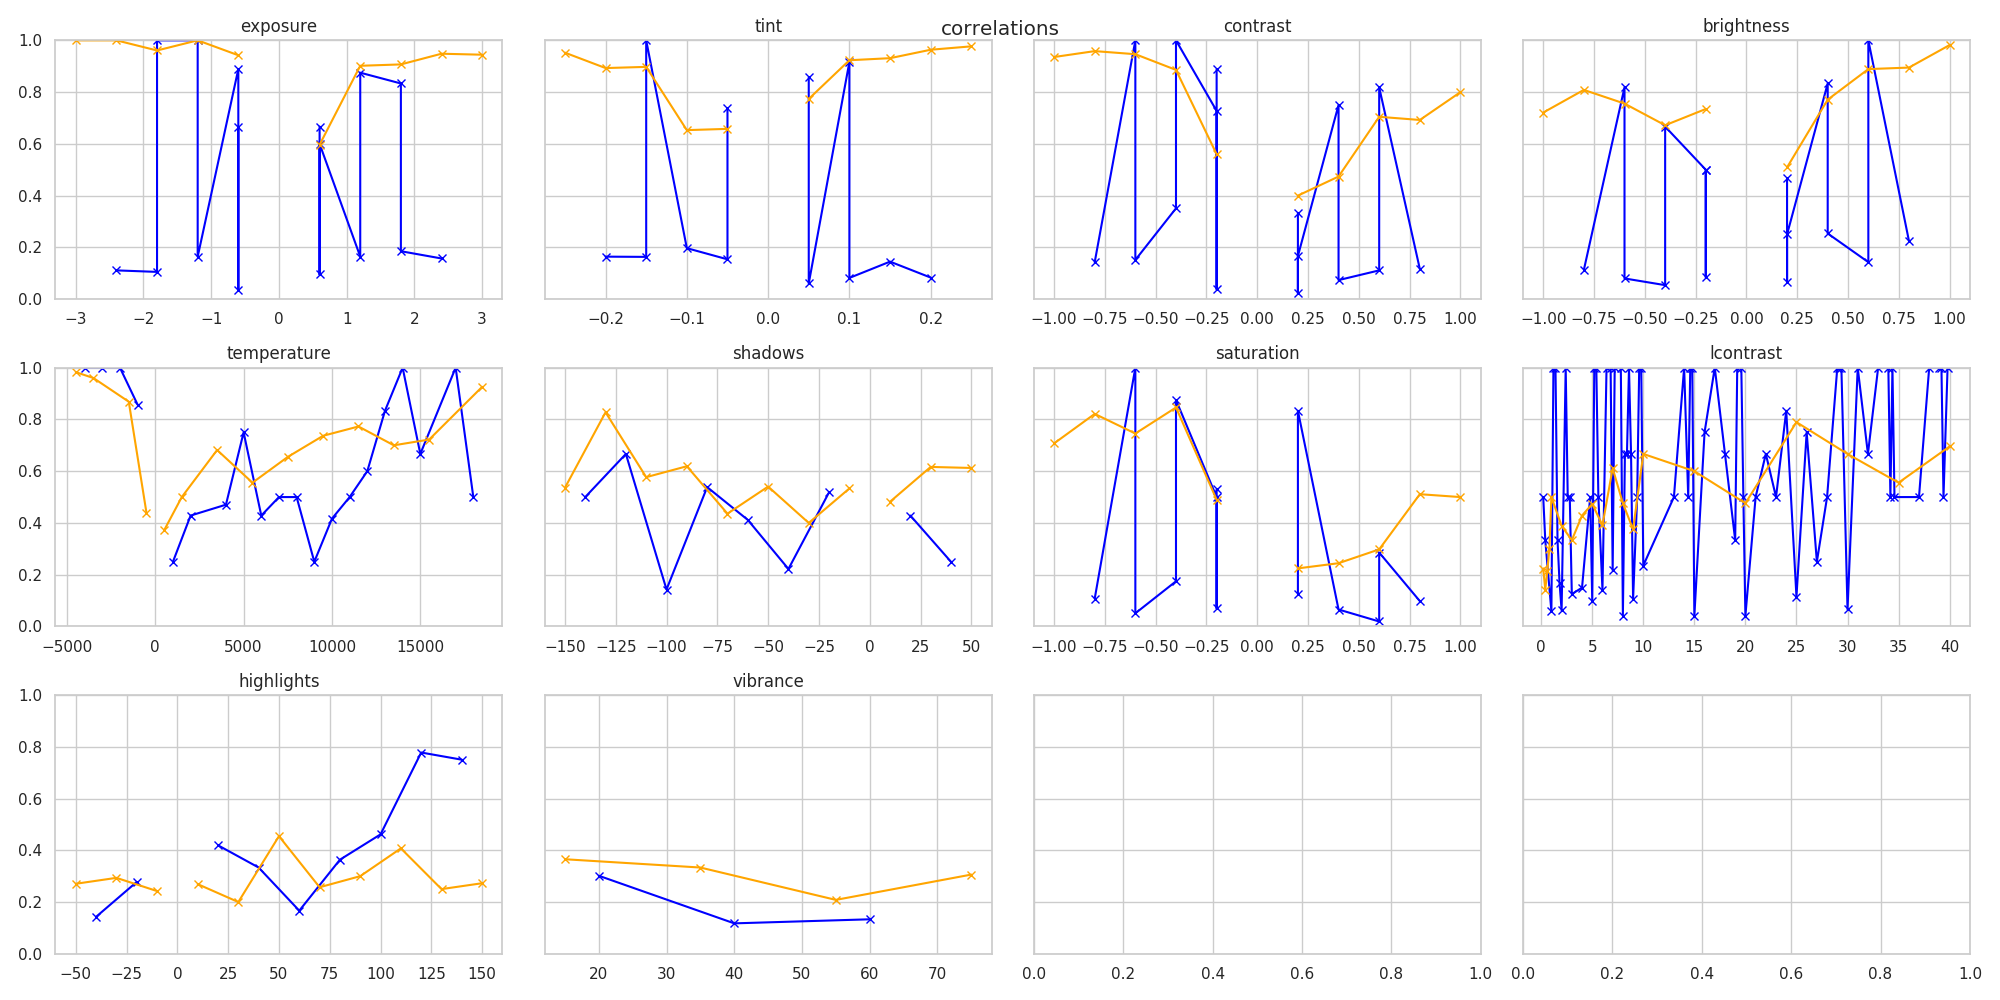 correlations
exposure tint contrast brightness
1.0
0.8
0.6
0.4
0.2
0.0
−3 −2 −1 0 1 2 3 −0.2 −0.1 0.0 0.1 0.2 −1.00 −0.75 −0.50 −0.25 0.00 0.25 0.50 0.75 1.00 −1.00 −0.75 −0.50 −0.25 0.00 0.25 0.50 0.75 1.00
temperature shadows saturation lcontrast
1.0
0.8
0.6
0.4
0.2
0.0
−5000 0 5000 10000 15000 −150 −125 −100 −75 −50 −25 0 25 50 −1.00 −0.75 −0.50 −0.25 0.00 0.25 0.50 0.75 1.00 0 5 10 15 20 25 30 35 40
highlights vibrance
1.0
0.8
0.6
0.4
0.2
0.0
−50 −25 0 25 50 75 100 125 150 20 30 40 50 60 70 0.0 0.2 0.4 0.6 0.8 1.0 0.0 0.2 0.4 0.6 0.8 1.0